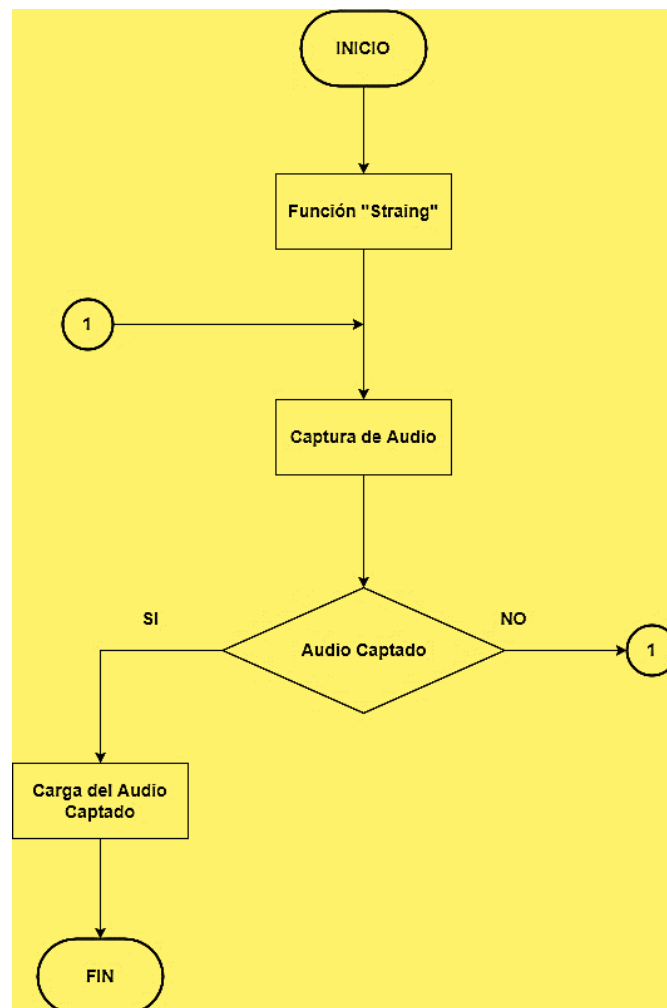 INICIO
Función "Straing"
1
Captura de Audio
SI
NO
Audio Captado
1
Carga del Audio
Captado
FIN